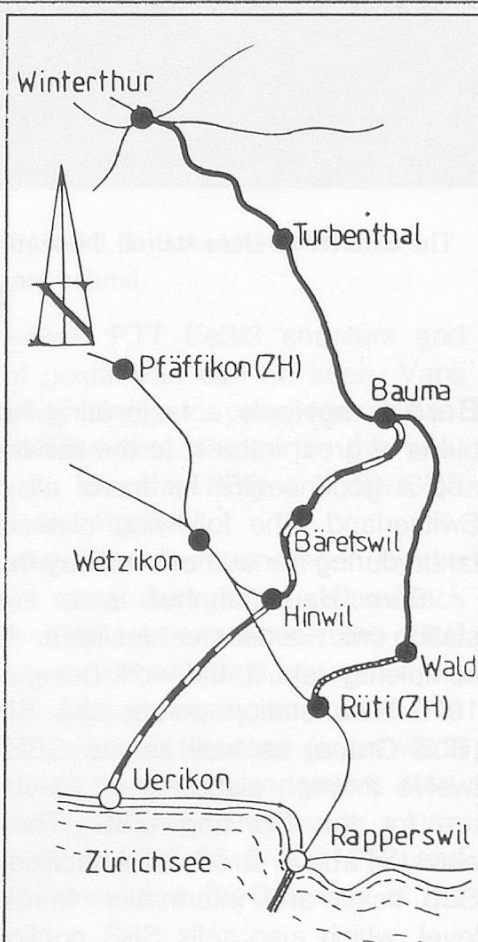 Winterthur
Turbenthal
Pfäffikon (ZH)
Bauma
Bäretswil
Wetzikon
Hinwil
Wald
Rüti (ZH)
Uerikon
Rapperswil
Zürichsee